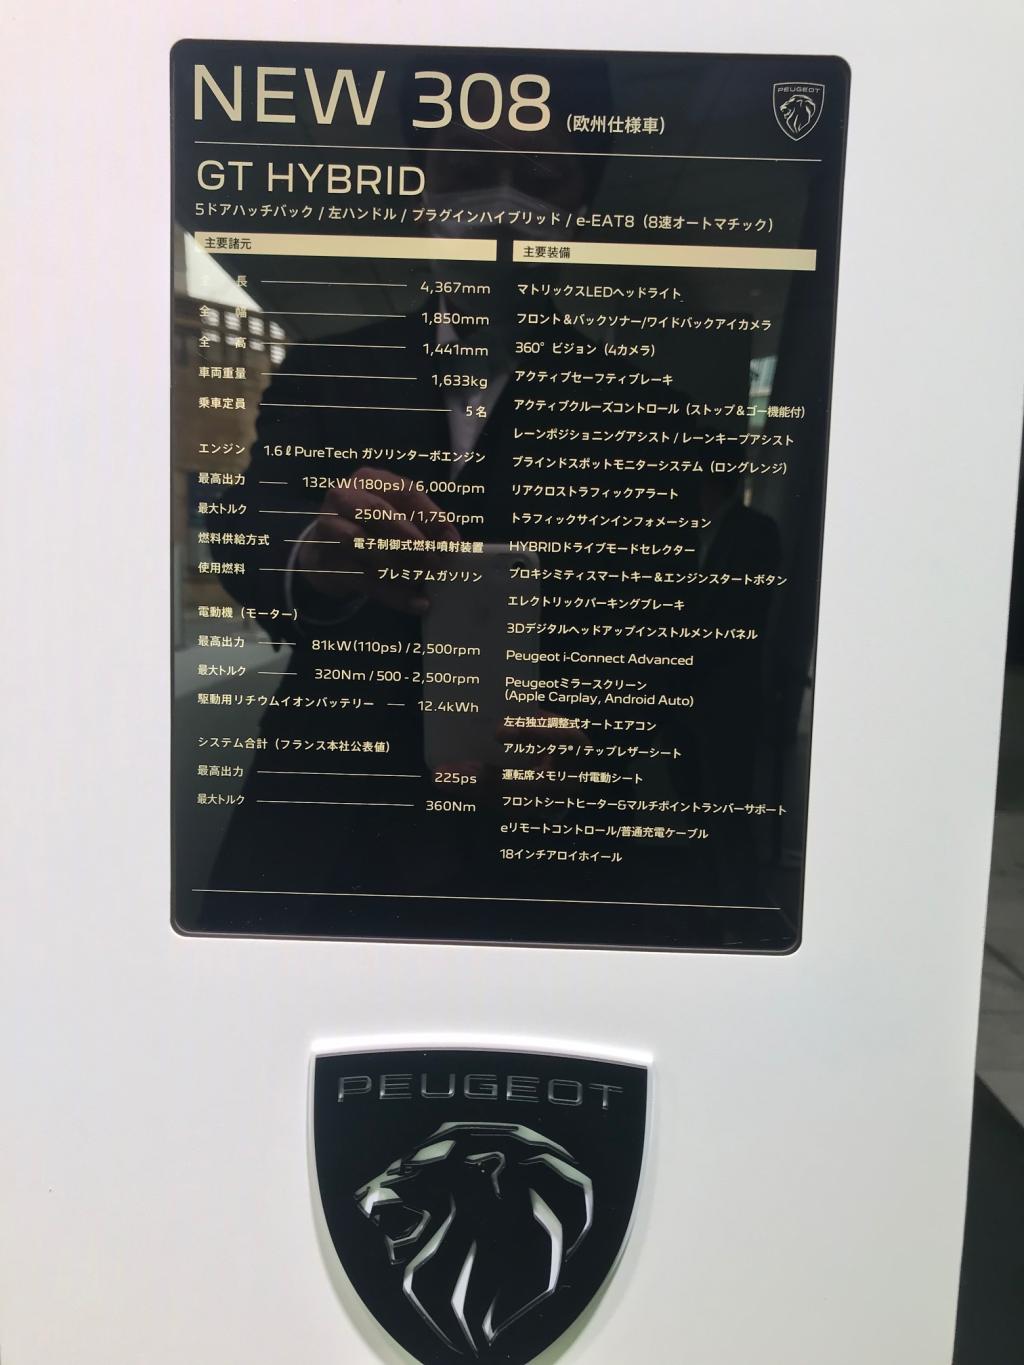 NEW 308 (欧州仕様車)
PEUGEOT
GT HYBRID
5ドアハッチバック / 左ハンドル / プラグインハイブリッド / e-EAT8 (8速オートマチック)
主要諸元
全 長 4,367mm
全 幅 1,850mm
全 高 1,441mm
車両重量 1,633kg
乗車定員 5名
エンジン 1.6ℓ PureTech ガソリンターボエンジン
最高出力 132kW(180ps) / 6,000rpm
最大トルク 250Nm / 1,750rpm
燃料供給方式 電子制御式燃料噴射装置
使用燃料 プレミアムガソリン
電動機 (モーター)
最高出力 81kW(110ps) / 2,500rpm
最大トルク 320Nm / 500 - 2,500rpm
駆動用リチウムイオンバッテリー 12.4kWh
システム合計 (フランス本社公表値)
最高出力 225ps
最大トルク 360Nm
主要装備
マトリックスLEDヘッドライト
フロント&バックソナー/ワイドバックアイカメラ
360° ビジョン (4カメラ)
アクティブセーフティブレーキ
アクティブクルーズコントロール (ストップ&ゴー機能付)
レーンポジショニングアシスト / レーンキープアシスト
ブラインドスポットモニターシステム (ロングレンジ)
リアクロストラフィックアラート
トラフィックサインインフォメーション
HYBRIDドライブモードセレクター
プロキシミティスマートキー&エンジンスタートボタン
エレクトリックパーキングブレーキ
3Dデジタルヘッドアップインストルメントパネル
Peugeot i-Connect Advanced
Peugeotミラースクリーン
(Apple Carplay, Android Auto)
左右独立調整式オートエアコン
アルカンタラ® / テップレザーシート
運転席メモリー付電動シート
フロントシートヒーター&マルチポイントランバーサポート
eリモートコントロール/普通充電ケーブル
18インチアロイホイール
PEUGEOT